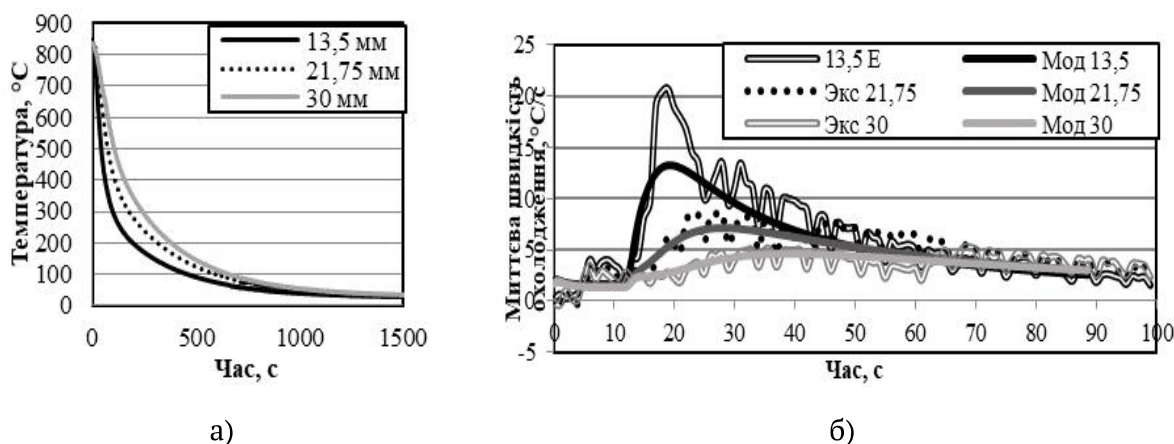 а)
900
800
700
600
500
400
300
200
100
0
Температура, °C
13,5 мм
21,75 мм
30 мм
0 500 1000 1500
Час, с
б)
25
20
15
10
5
0
-5
Миттєва швидкість
охолодження, °C/с
13,5 E Мод 13,5
Экс 21,75 Мод 21,75
Экс 30 Мод 30
0 10 20 30 40 50 60 70 80 90 100
Час, с
а) б)